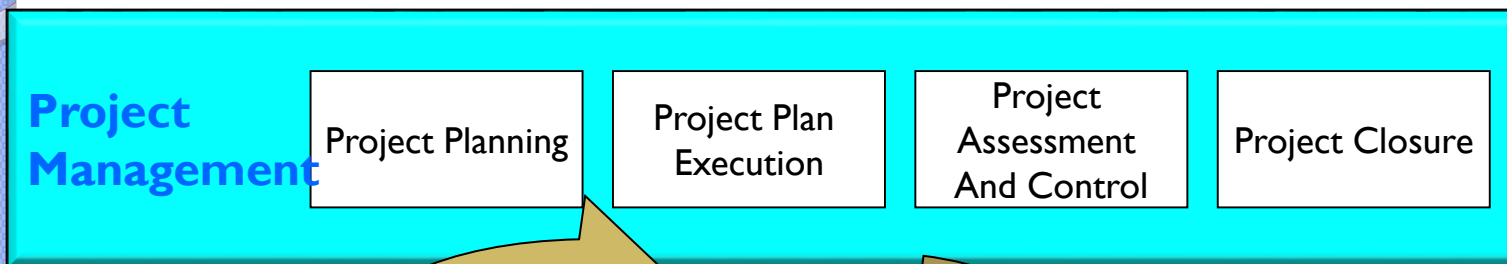 Project
Management
Project Planning
Project Plan
Execution
Project
Assessment
And Control
Project Closure